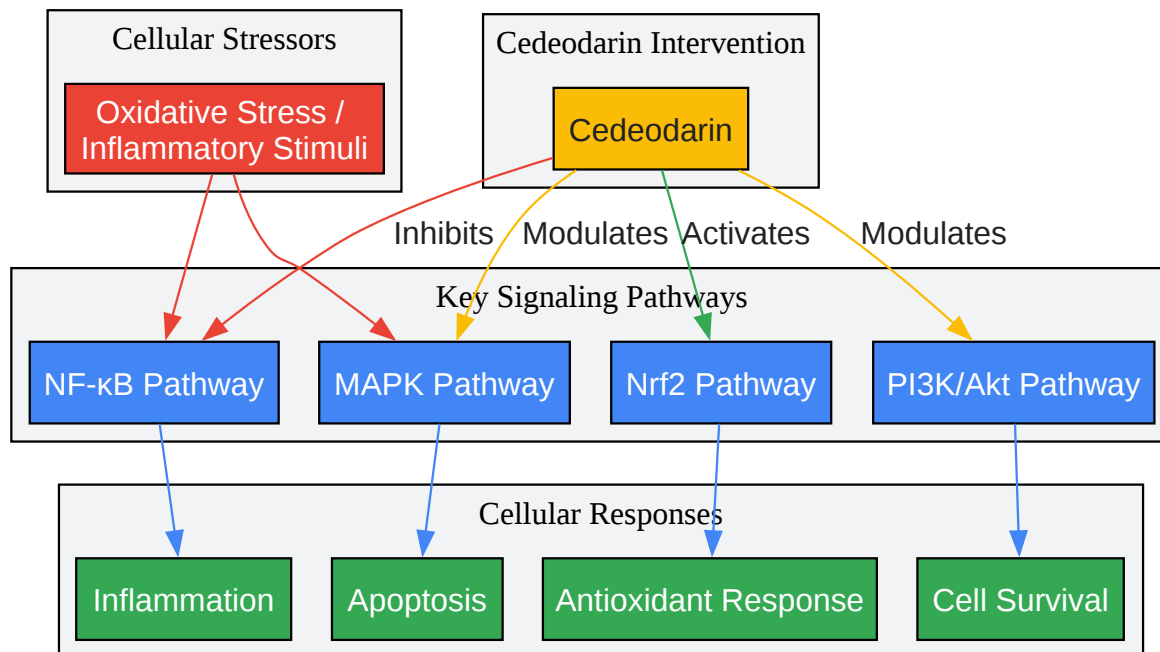 Cellular Stressors
Cedeodarin Intervention
Oxidative Stress /
Inflammatory Stimuli
Cedeodarin
Inhibits
Modulates
Activates
Modulates
Key Signaling Pathways
NF-κB Pathway
MAPK Pathway
Nrf2 Pathway
PI3K/Akt Pathway
Cellular Responses
Inflammation
Apoptosis
Antioxidant Response
Cell Survival